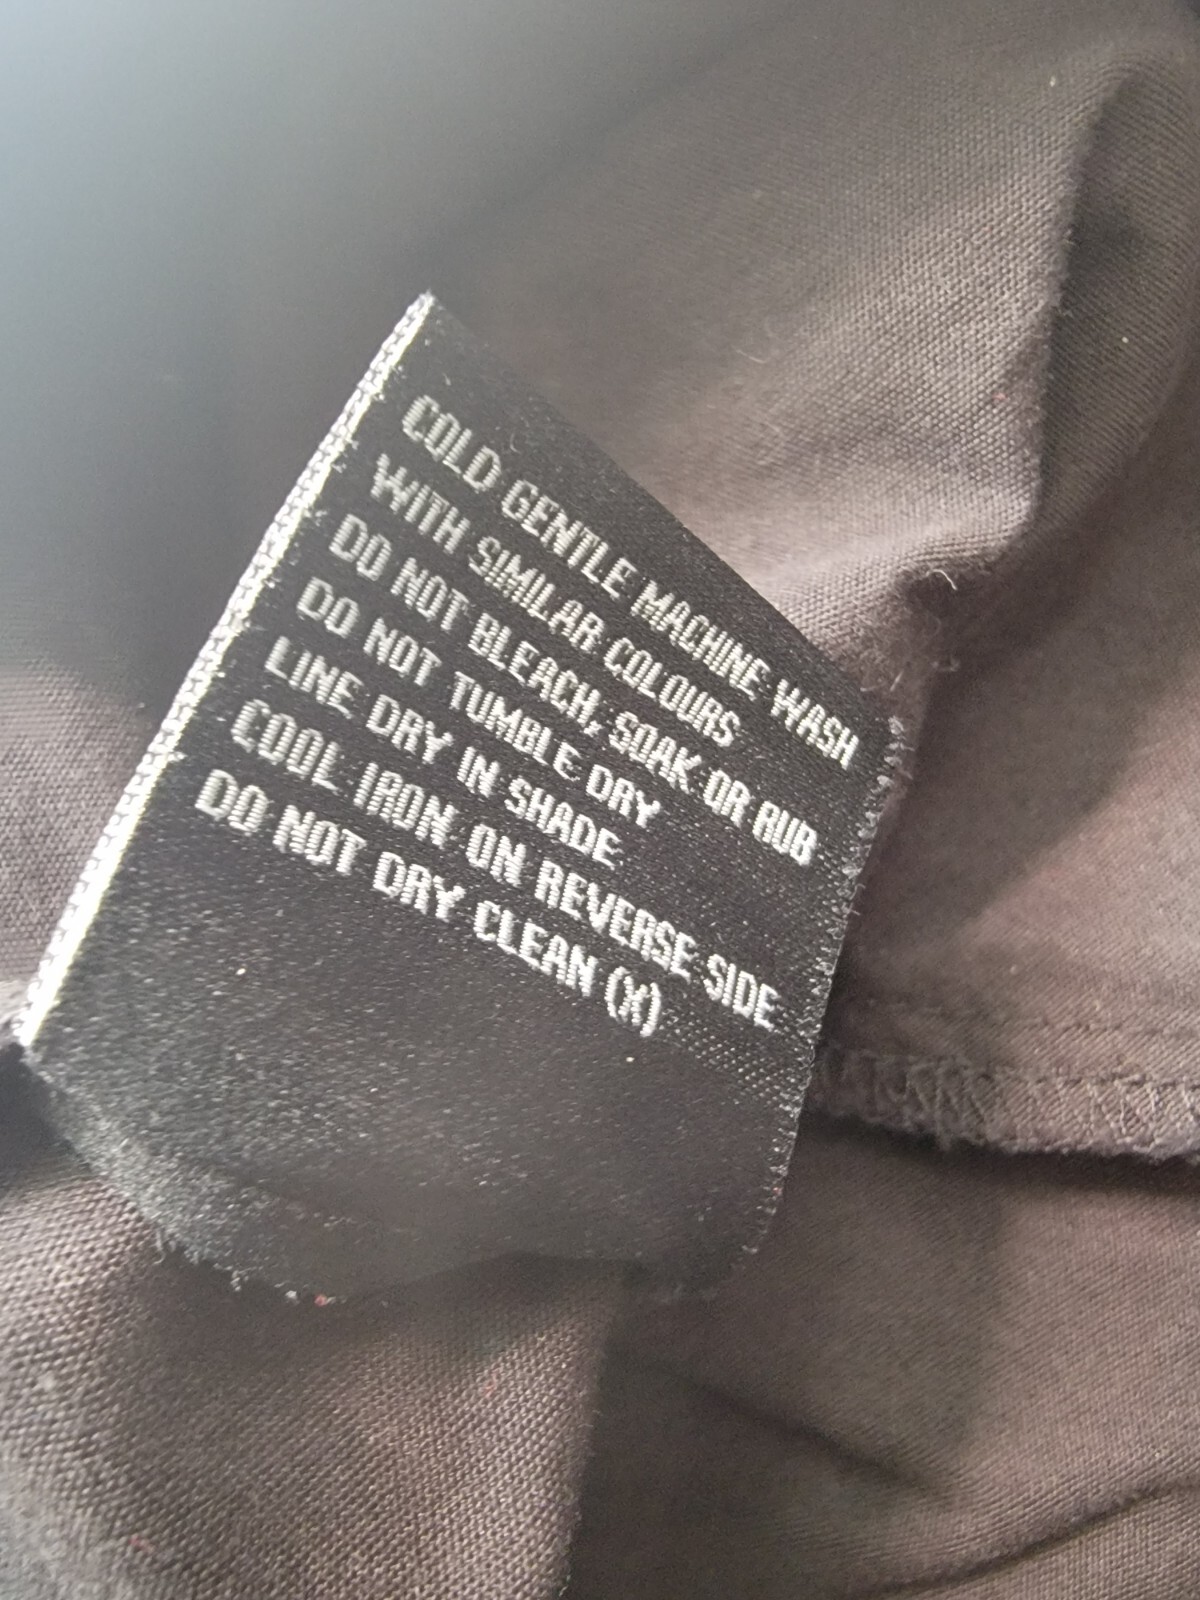 COLD GENTLE MACHINE WASH
WITH SIMILAR COLOURS
DO NOT BLEACH, SOAK OR RUB
DO NOT TUMBLE DRY
LINE DRY IN SHADE
COOL IRON ON REVERSE SIDE
DO NOT DRY CLEAN (X)